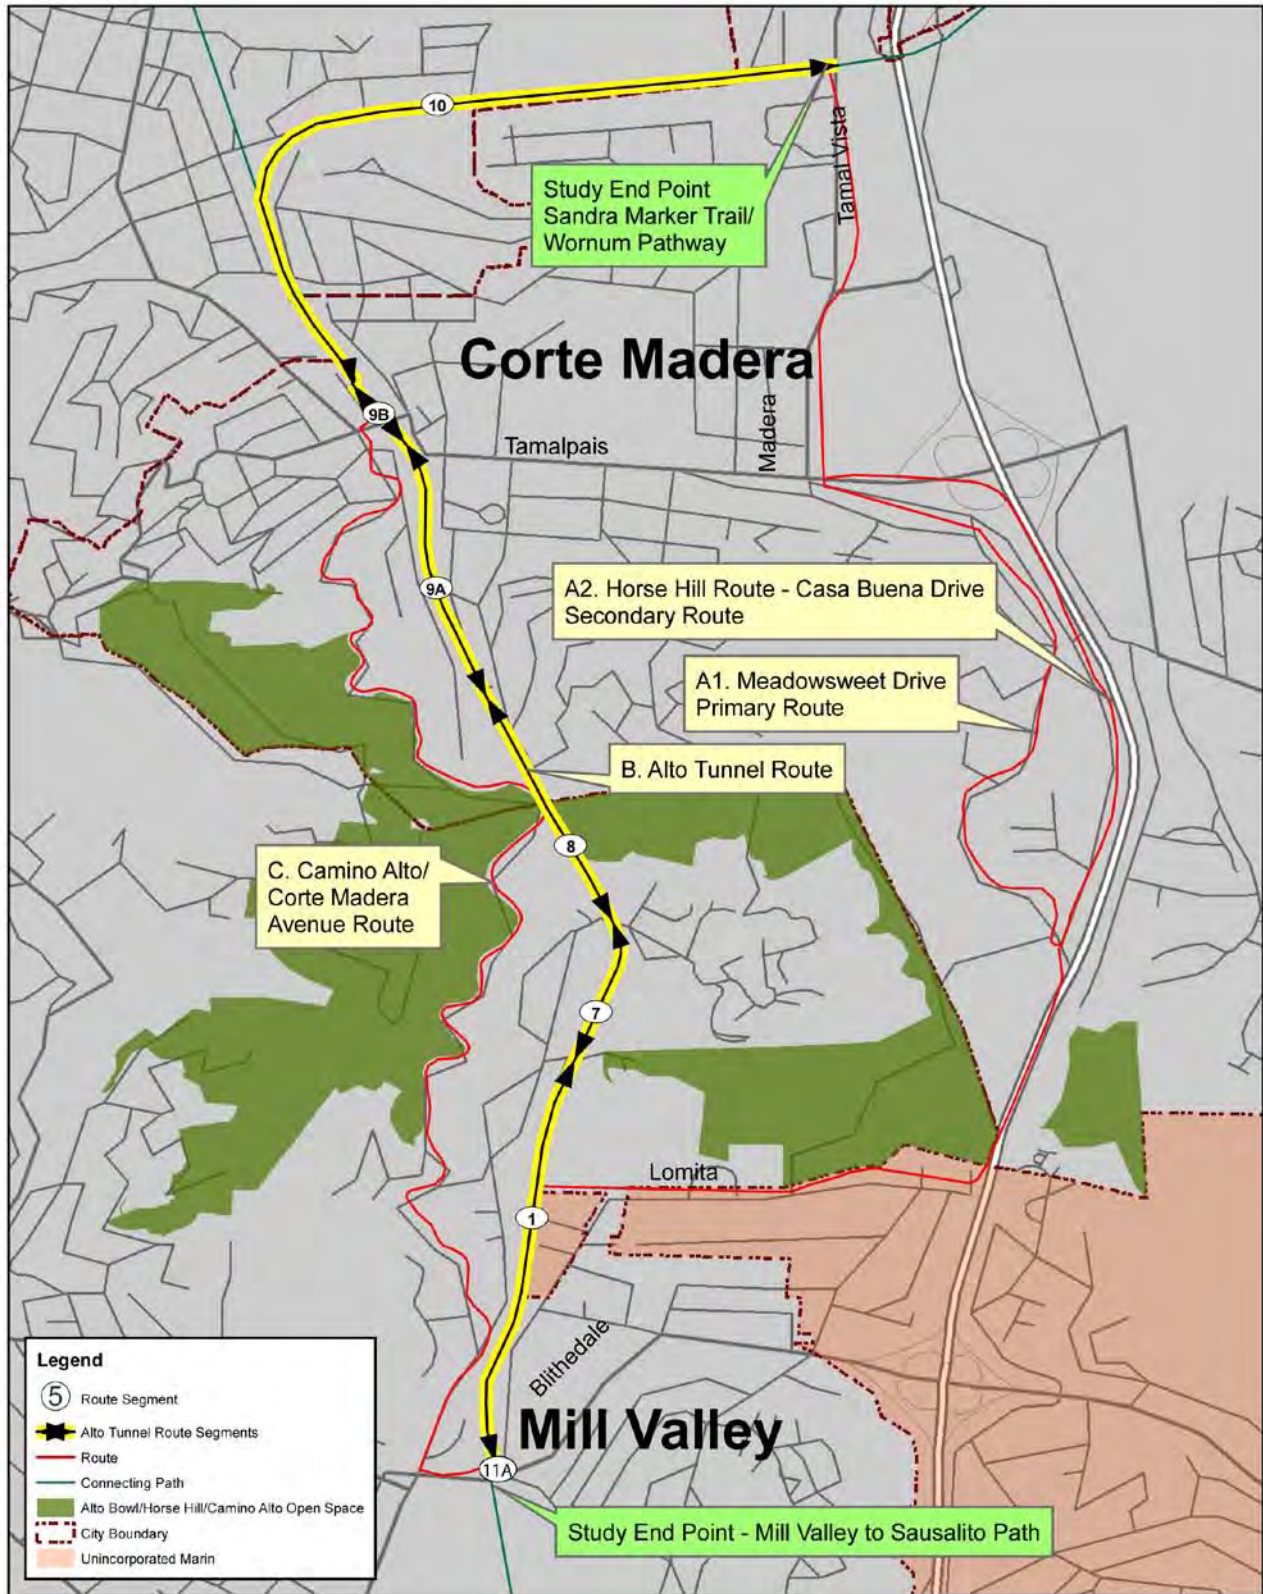 10
Tamal Vista
Study End Point
Sandra Marker Trail/
Wornum Pathway
Corte Madera
9B
Tamalpais
Madera
9A
A2. Horse Hill Route - Casa Buena Drive
Secondary Route
A1. Meadowsweet Drive
Primary Route
B. Alto Tunnel Route
8
C. Camino Alto/
Corte Madera
Avenue Route
7
Lomita
1
Blithedale
Mill Valley
11A
Study End Point - Mill Valley to Sausalito Path
Legend
5 Route Segment
Alto Tunnel Route Segments
Route
Connecting Path
Alto Bowl/Horse Hill/Camino Alto Open Space
City Boundary
Unincorporated Marin